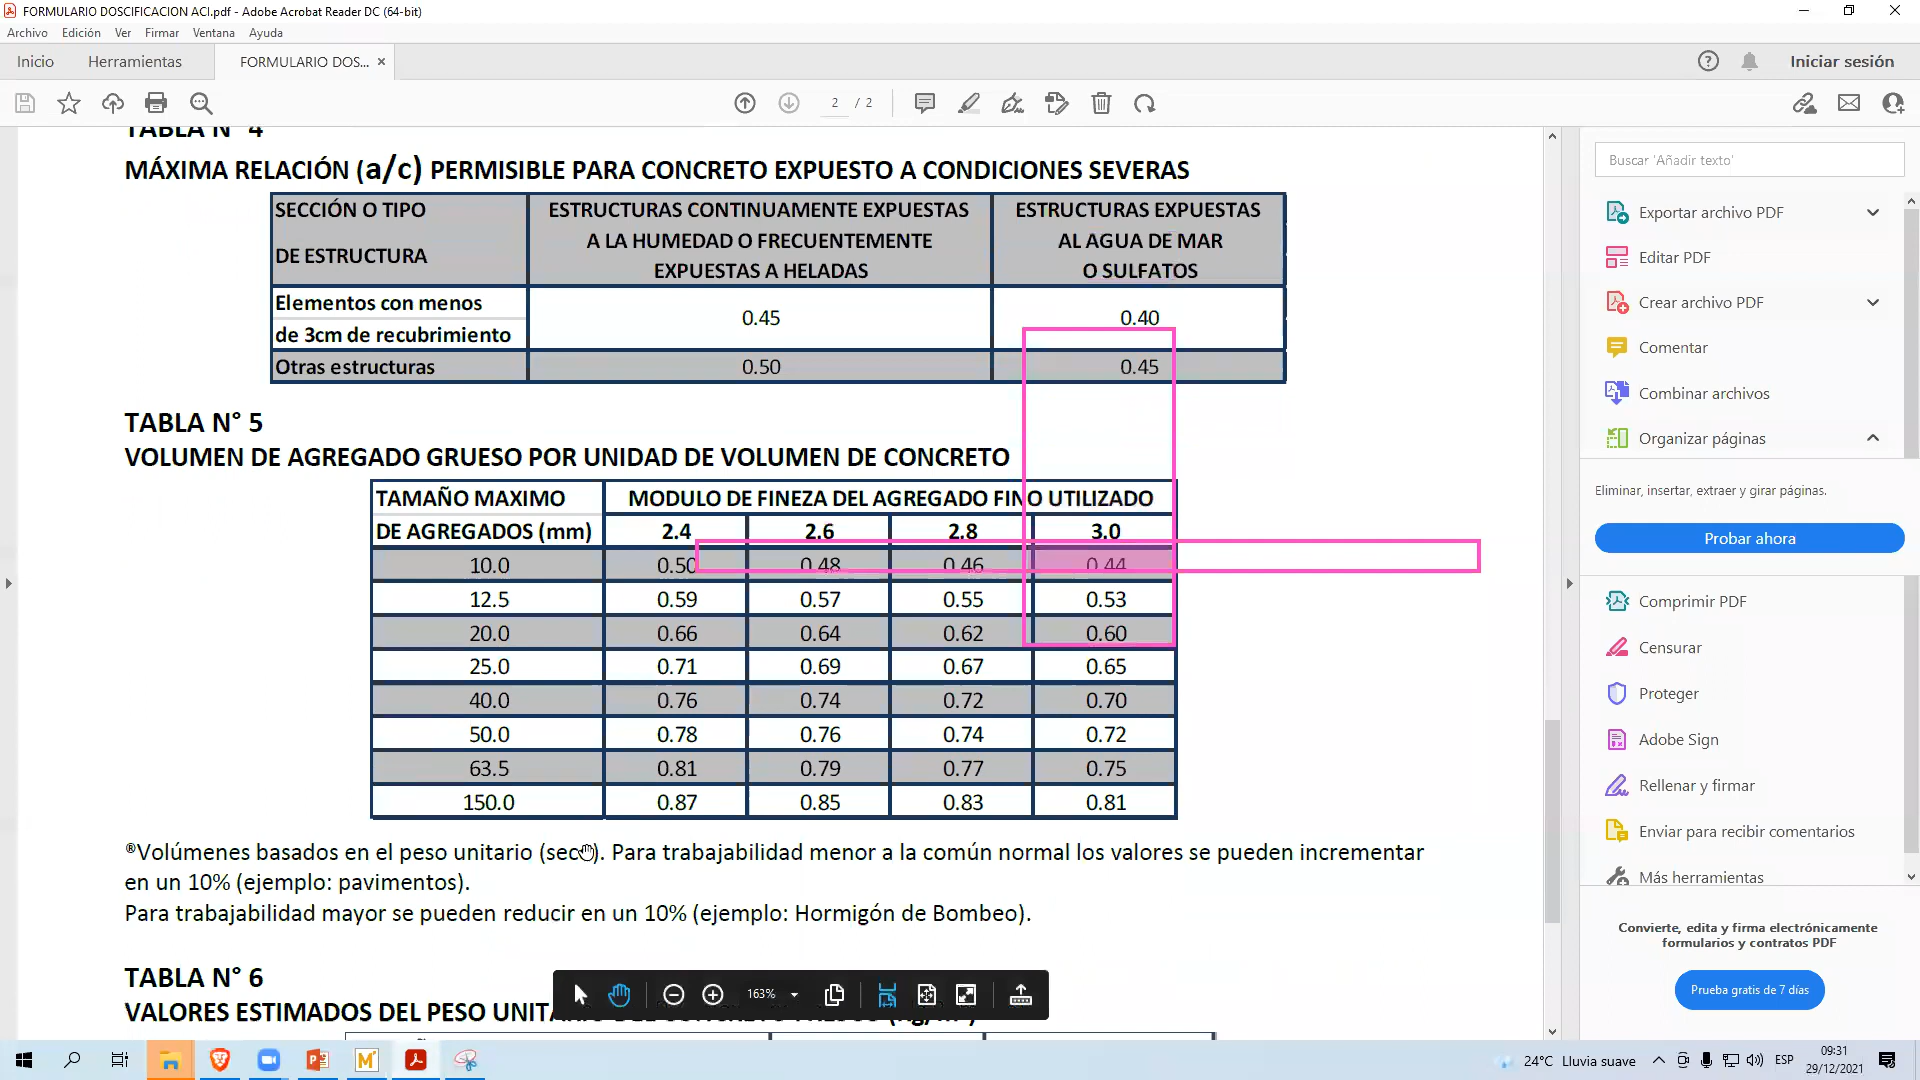 FORMULARIO DOSCIFICACION ACI.pdf - Adobe Acrobat Reader DC (64-bit)
Archivo Edición Ver Firmar Ventana Ayuda
Inicio Herramientas FORMULARIO DOS... × Iniciar sesión
2 / 2
TABLA N° 4
MÁXIMA RELACIÓN (a/c) PERMISIBLE PARA CONCRETO EXPUESTO A CONDICIONES SEVERAS
SECCIÓN O TIPO DE ESTRUCTURA
ESTRUCTURAS CONTINUAMENTE EXPUESTAS
A LA HUMEDAD O FRECUENTEMENTE
EXPUESTAS A HELADAS
ESTRUCTURAS EXPUESTAS
AL AGUA DE MAR
O SULFATOS
Elementos con menos
de 3cm de recubrimiento
0.45 0.40
Otras estructuras 0.50 0.45
TABLA N° 5
VOLUMEN DE AGREGADO GRUESO POR UNIDAD DE VOLUMEN DE CONCRETO
TAMAÑO MAXIMO MODULO DE FINEZA DEL AGREGADO FINO UTILIZADO
DE AGREGADOS (mm) 2.4 2.6 2.8 3.0
10.0 0.50 0.48 0.46 0.44
12.5 0.59 0.57 0.55 0.53
20.0 0.66 0.64 0.62 0.60
25.0 0.71 0.69 0.67 0.65
40.0 0.76 0.74 0.72 0.70
50.0 0.78 0.76 0.74 0.72
63.5 0.81 0.79 0.77 0.75
150.0 0.87 0.85 0.83 0.81
®Volúmenes basados en el peso unitario (seco). Para trabajabilidad menor a la común normal los valores se pueden incrementar
en un 10% (ejemplo: pavimentos).
Para trabajabilidad mayor se pueden reducir en un 10% (ejemplo: Hormigón de Bombeo).
TABLA N° 6
VALORES ESTIMADOS DEL PESO UNIT
163%
Buscar 'Añadir texto'
Exportar archivo PDF
Editar PDF
Crear archivo PDF
Comentar
Combinar archivos
Organizar páginas
Eliminar, insertar, extraer y girar páginas.
Probar ahora
Comprimir PDF
Censurar
Proteger
Adobe Sign
Rellenar y firmar
Enviar para recibir comentarios
Más herramientas
Convierte, edita y firma electrónicamente
formularios y contratos PDF
Prueba gratis de 7 días
24°C Lluvia suave ESP
09:31
29/12/2021